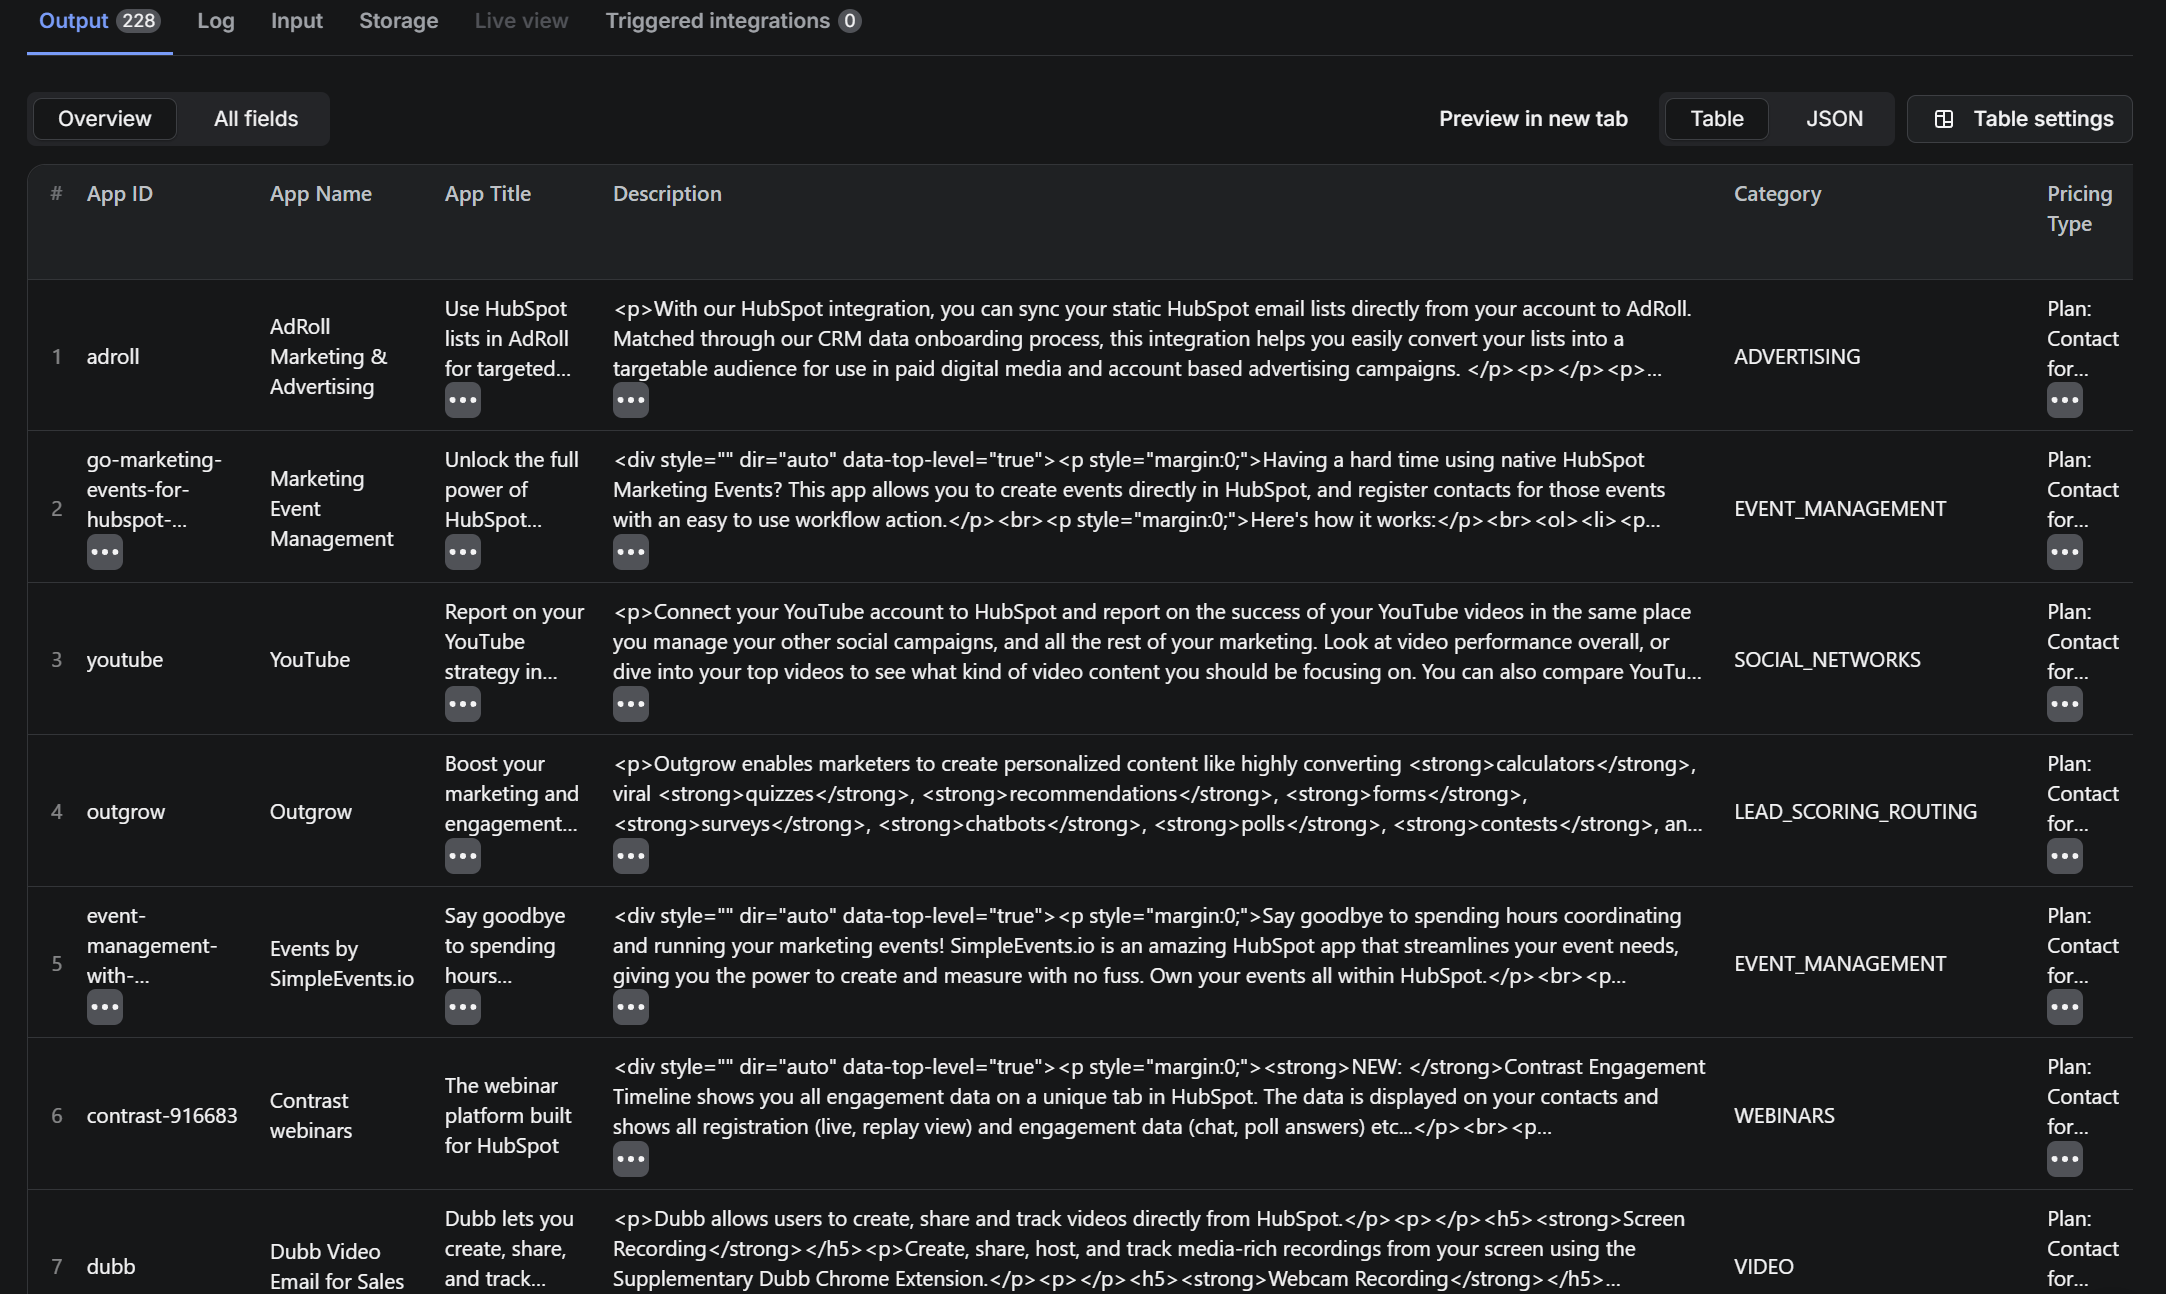 Output 228 Log Input Storage Live view Triggered integrations 0
Overview All fields Preview in new tab Table JSON Table settings
# App ID App Name App Title Description Category Pricing Type
1
adroll
AdRoll
Marketing &
Advertising
Use HubSpot
lists in AdRoll
for targeted...
<p>With our HubSpot integration, you can sync your static HubSpot email lists directly from your account to AdRoll.
Matched through our CRM data onboarding process, this integration helps you easily convert your lists into a
targetable audience for use in paid digital media and account based advertising campaigns. </p><p></p><p>...
ADVERTISING
Plan:
Contact
for...
2
go-marketing-
events-for-
hubspot-...
Marketing
Event
Management
Unlock the full
power of
HubSpot...
<div style="" dir="auto" data-top-level="true"><p style="margin:0;">Having a hard time using native HubSpot
Marketing Events? This app allows you to create events directly in HubSpot, and register contacts for those events
with an easy to use workflow action.</p><br><p style="margin:0;">Here's how it works:</p><br><ol><li><p...
EVENT_MANAGEMENT
Plan:
Contact
for...
3
youtube
YouTube
Report on your
YouTube
strategy in...
<p>Connect your YouTube account to HubSpot and report on the success of your YouTube videos in the same place
you manage your other social campaigns, and all the rest of your marketing. Look at video performance overall, or
dive into your top videos to see what kind of video content you should be focusing on. You can also compare YouTu...
SOCIAL_NETWORKS
Plan:
Contact
for...
4
outgrow
Outgrow
Boost your
marketing and
engagement...
<p>Outgrow enables marketers to create personalized content like highly converting <strong>calculators</strong>,
viral <strong>quizzes</strong>, <strong>recommendations</strong>, <strong>forms</strong>,
<strong>surveys</strong>, <strong>chatbots</strong>, <strong>polls</strong>, <strong>contests</strong>, an...
LEAD_SCORING_ROUTING
Plan:
Contact
for...
5
event-
management-
with-...
Events by
SimpleEvents.io
Say goodbye
to spending
hours...
<div style="" dir="auto" data-top-level="true"><p style="margin:0;">Say goodbye to spending hours coordinating
and running your marketing events! SimpleEvents.io is an amazing HubSpot app that streamlines your event needs,
giving you the power to create and measure with no fuss. Own your events all within HubSpot.</p><br><p...
EVENT_MANAGEMENT
Plan:
Contact
for...
6
contrast-916683
Contrast
webinars
The webinar
platform built
for HubSpot
<div style="" dir="auto" data-top-level="true"><p style="margin:0;"><strong>NEW: </strong>Contrast Engagement
Timeline shows you all engagement data on a unique tab in HubSpot. The data is displayed on your contacts and
shows all registration (live, replay view) and engagement data (chat, poll answers) etc...</p><br><p...
WEBINARS
Plan:
Contact
for...
7
dubb
Dubb Video
Email for Sales
Dubb lets you
create, share,
and track...
<p>Dubb allows users to create, share and track videos directly from HubSpot.</p><p></p><h5><strong>Screen
Recording</strong></h5><p>Create, share, host, and track media-rich recordings from your screen using the
Supplementary Dubb Chrome Extension.</p><p></p><h5><strong>Webcam Recording</strong></h5>...
VIDEO
Plan:
Contact
for...